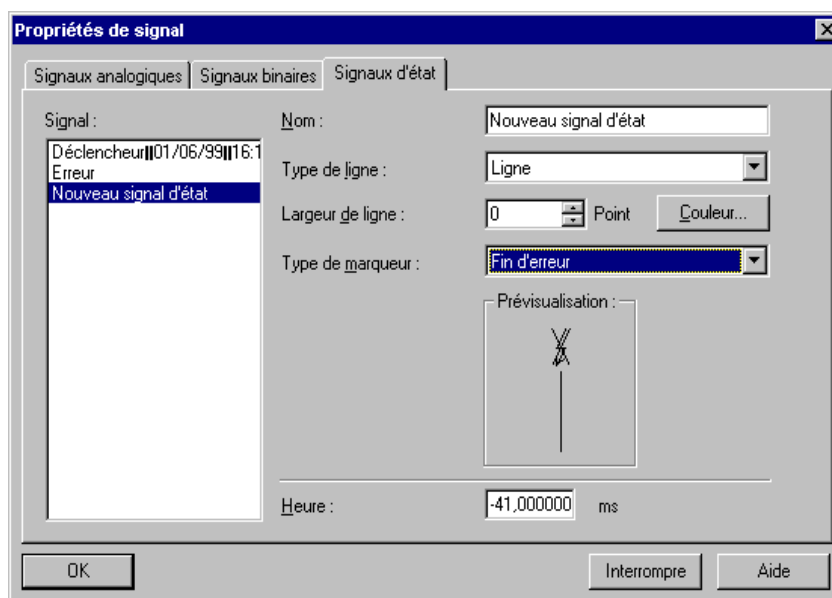 Propriétés de signal
Signaux analogiques Signaux binaires Signaux d'état
Signal :
Déclencheur||01/06/99||16:1
Erreur
Nouveau signal d'état
Nom : Nouveau signal d'état
Type de ligne : Ligne
Largeur de ligne : 0 Point Couleur...
Type de marqueur : Fin d'erreur
Prévisualisation :
Heure : -41,000000 ms
OK Interrompre Aide